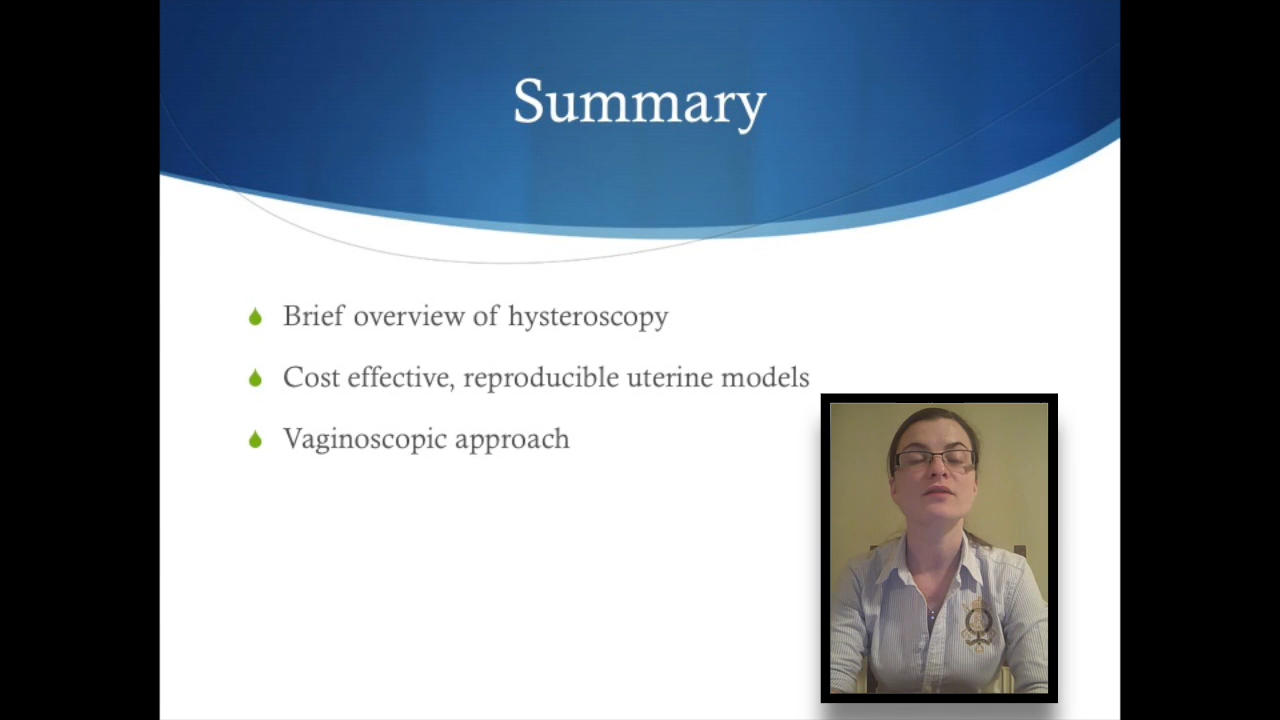 Summary
Brief overview of hysteroscopy
Cost effective, reproducible uterine models
Vaginoscopic approach